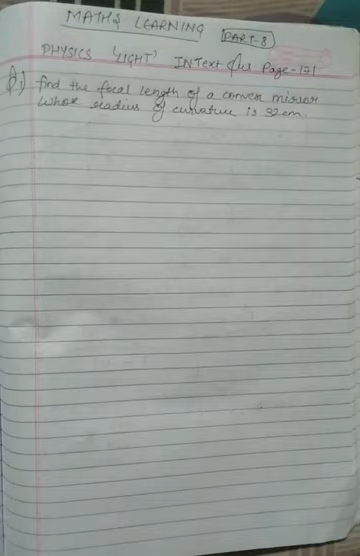 MATHS LEARNING PART-8
PHYSICS 'LIGHT' INText Qus Page-171
Q1) find the focal length of a convex mirror
whose radius of curvature is 32cm.